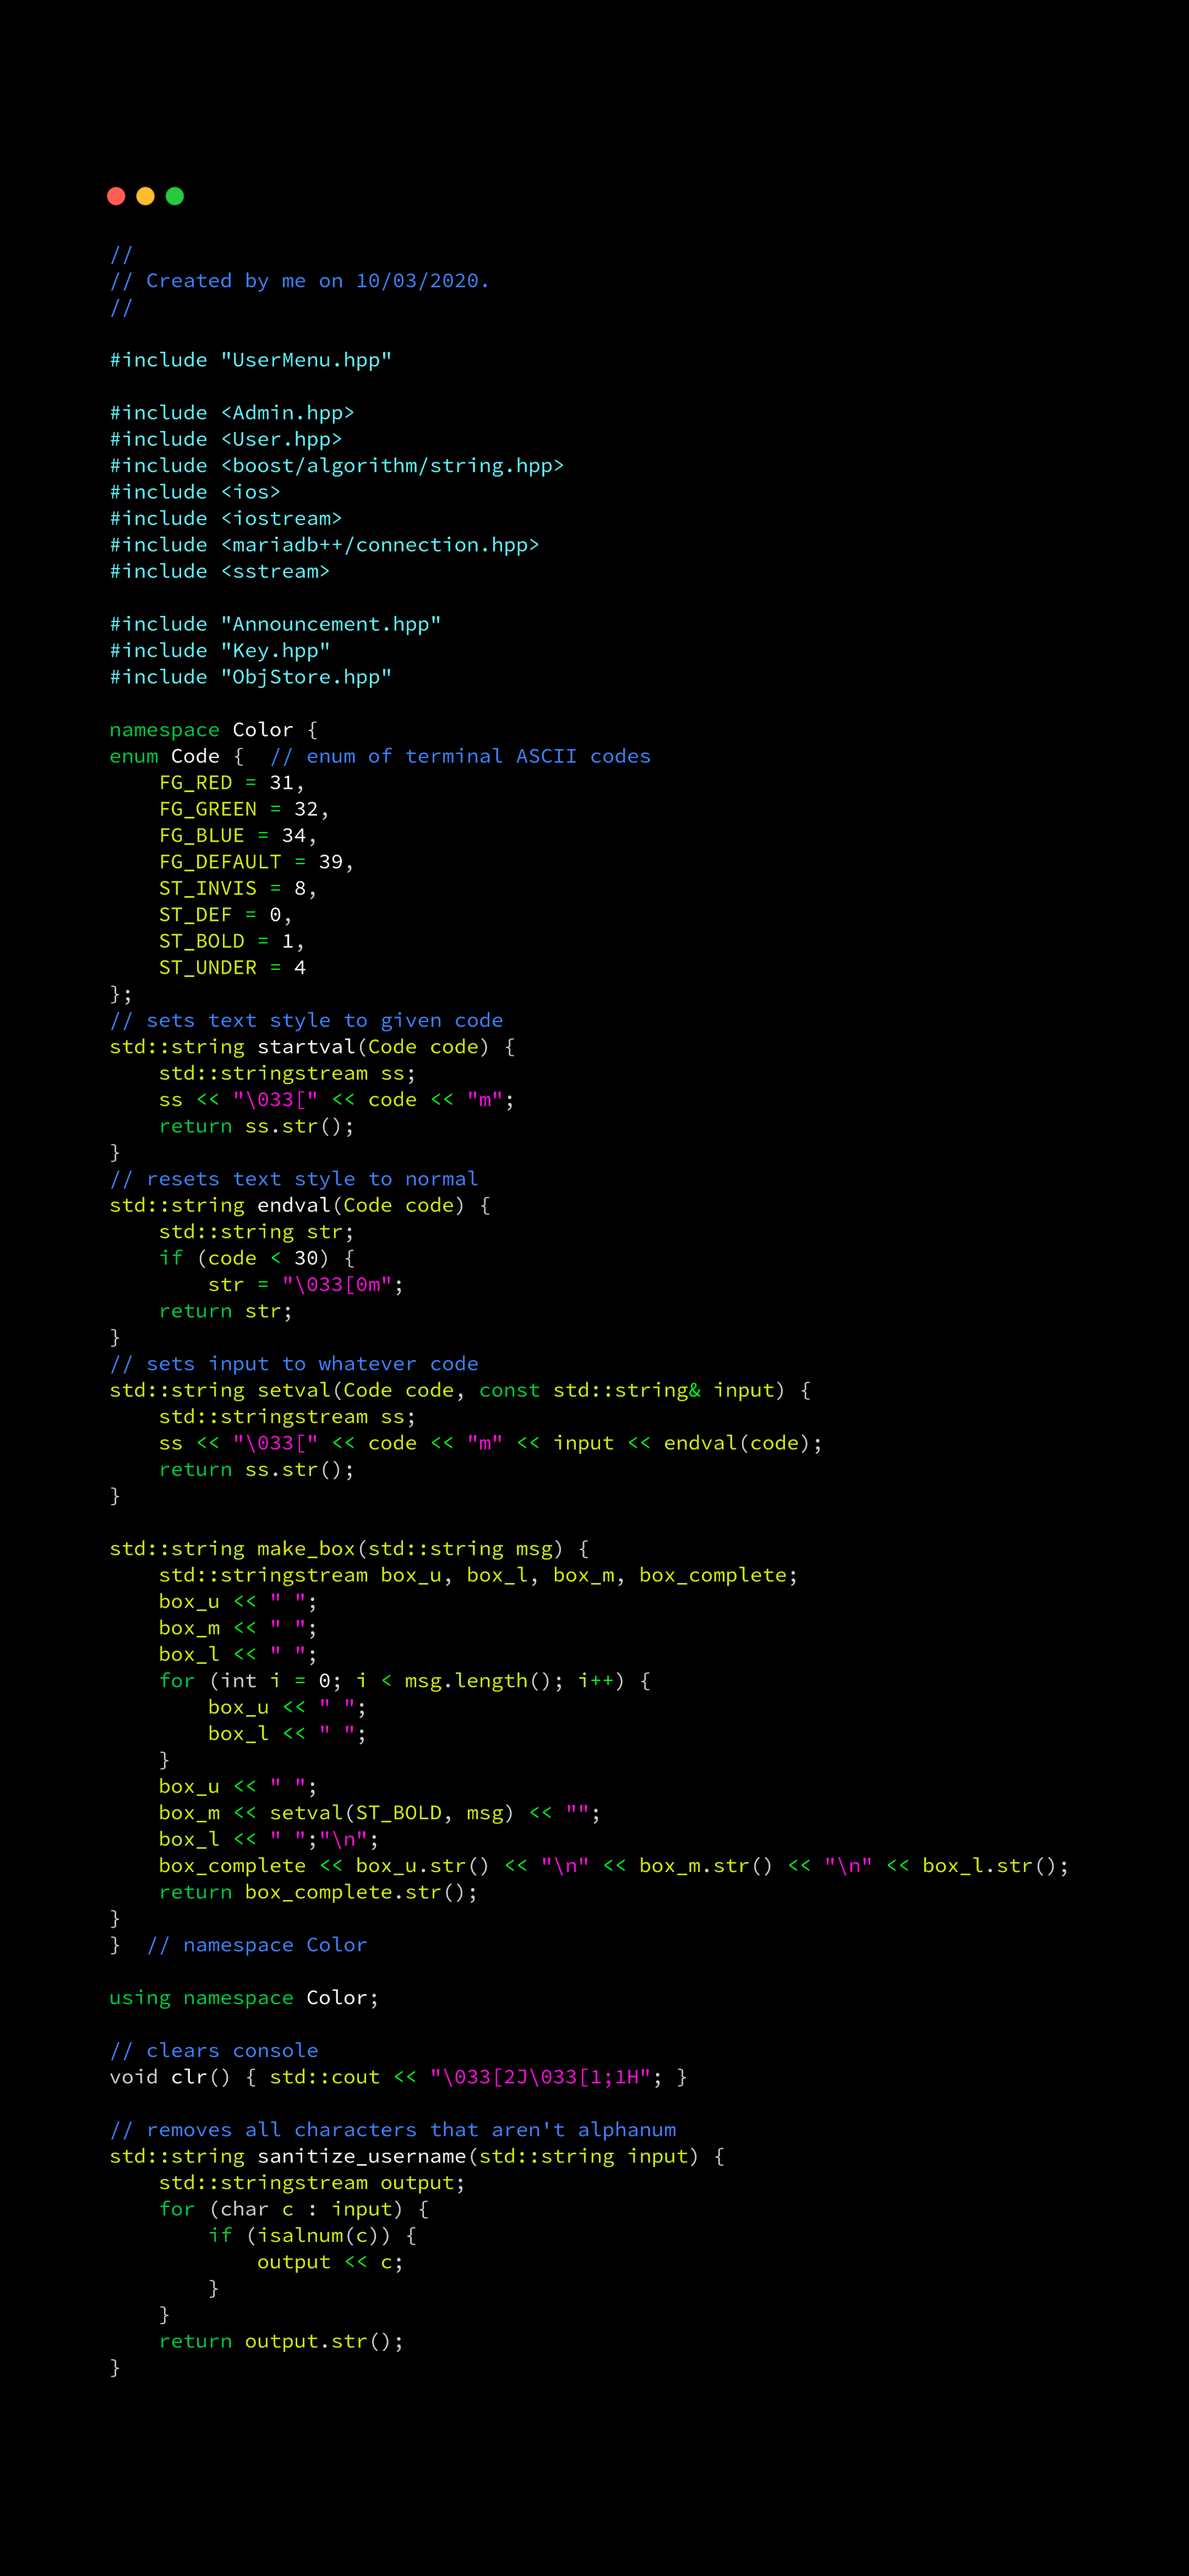 //
// Created by me on 10/03/2020.
//

#include "UserMenu.hpp"

#include <Admin.hpp>
#include <User.hpp>
#include <boost/algorithm/string.hpp>
#include <ios>
#include <iostream>
#include <mariadb++/connection.hpp>
#include <sstream>

#include "Announcement.hpp"
#include "Key.hpp"
#include "ObjStore.hpp"

namespace Color {
enum Code {  // enum of terminal ASCII codes
    FG_RED = 31,
    FG_GREEN = 32,
    FG_BLUE = 34,
    FG_DEFAULT = 39,
    ST_INVIS = 8,
    ST_DEF = 0,
    ST_BOLD = 1,
    ST_UNDER = 4
};
// sets text style to given code
std::string startval(Code code) {
    std::stringstream ss;
    ss << "\033[" << code << "m";
    return ss.str();
}
// resets text style to normal
std::string endval(Code code) {
    std::string str;
    if (code < 30) {
        str = "\033[0m";
    return str;
}
// sets input to whatever code
std::string setval(Code code, const std::string& input) {
    std::stringstream ss;
    ss << "\033[" << code << "m" << input << endval(code);
    return ss.str();
}

std::string make_box(std::string msg) {
    std::stringstream box_u, box_l, box_m, box_complete;
    box_u << " ";
    box_m << " ";
    box_l << " ";
    for (int i = 0; i < msg.length(); i++) {
        box_u << " ";
        box_l << " ";
    }
    box_u << " ";
    box_m << setval(ST_BOLD, msg) << "";
    box_l << " ";"\n";
    box_complete << box_u.str() << "\n" << box_m.str() << "\n" << box_l.str();
    return box_complete.str();
}
}  // namespace Color

using namespace Color;

// clears console
void clr() { std::cout << "\033[2J\033[1;1H"; }

// removes all characters that aren't alphanum
std::string sanitize_username(std::string input) {
    std::stringstream output;
    for (char c : input) {
        if (isalnum(c)) {
            output << c;
        }
    }
    return output.str();
}